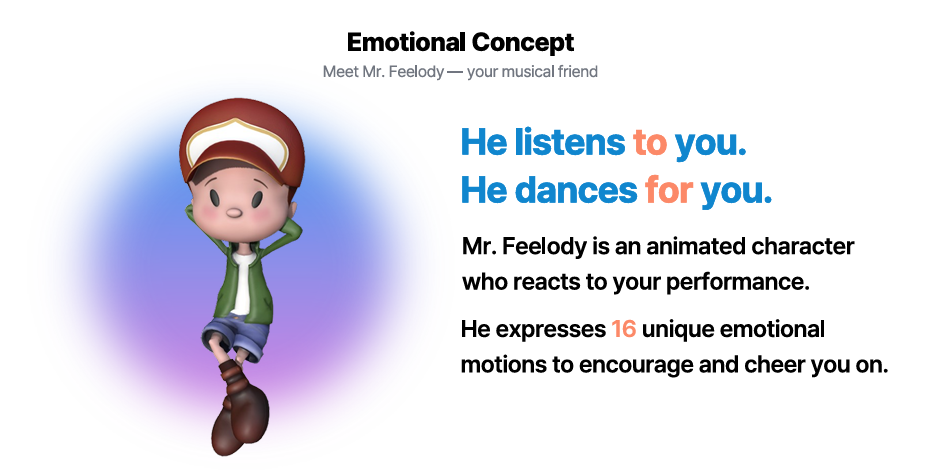 Emotional Concept
Meet Mr. Feelody — your musical friend
He listens to you.
He dances for you.
Mr. Feelody is an animated character
who reacts to your performance.
He expresses 16 unique emotional
motions to encourage and cheer you on.